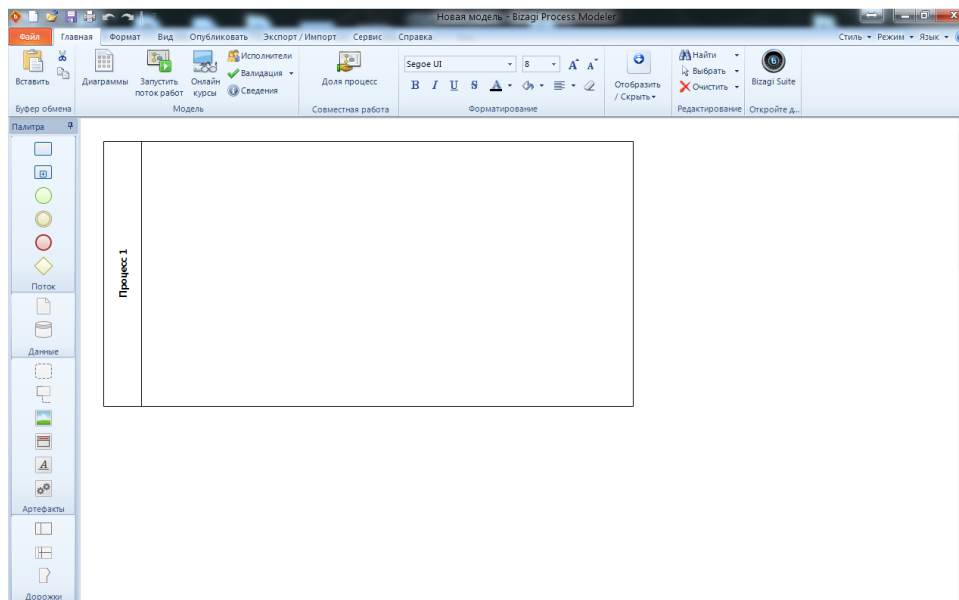 Новая модель - Bizagi Process Modeler
Файл Главная Формат Вид Опубликовать Экспорт / Импорт Сервис Справка Стиль Режим Язык
Вставить
Буфер обмена
Диаграммы
Запустить
поток работ
Онлайн
курсы
Исполнители
Валидация
Сведения
Модель
Доля процесс
Совместная работа
Segoe UI 8 A A
B I U S A
Форматирование
Отобразить
/ Скрыть
Найти
Выбрать
Очистить
Редактирование
Bizagi Suite
Откройте д...
Палитра
Поток
Данные
A
Артефакты
Дорожки
Процесс 1